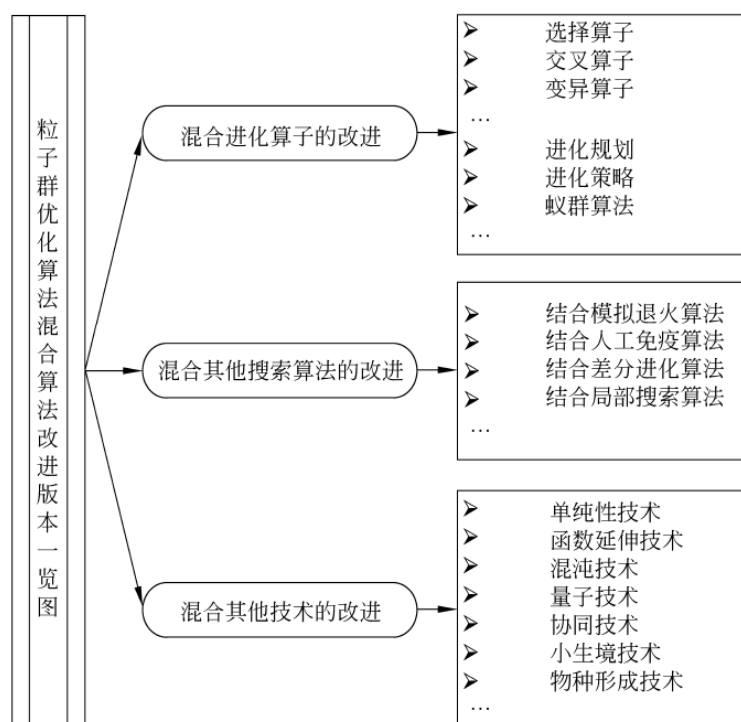 粒子群优化算法混合算法改进版本一览图
混合进化算子的改进
➢ 选择算子
➢ 交叉算子
➢ 变异算子
…
➢ 进化规划
➢ 进化策略
➢ 蚁群算法
…
混合其他搜索算法的改进
➢ 结合模拟退火算法
➢ 结合人工免疫算法
➢ 结合差分进化算法
➢ 结合局部搜索算法
…
混合其他技术的改进
➢ 单纯性技术
➢ 函数延伸技术
➢ 混沌技术
➢ 量子技术
➢ 协同技术
➢ 小生境技术
➢ 物种形成技术
…